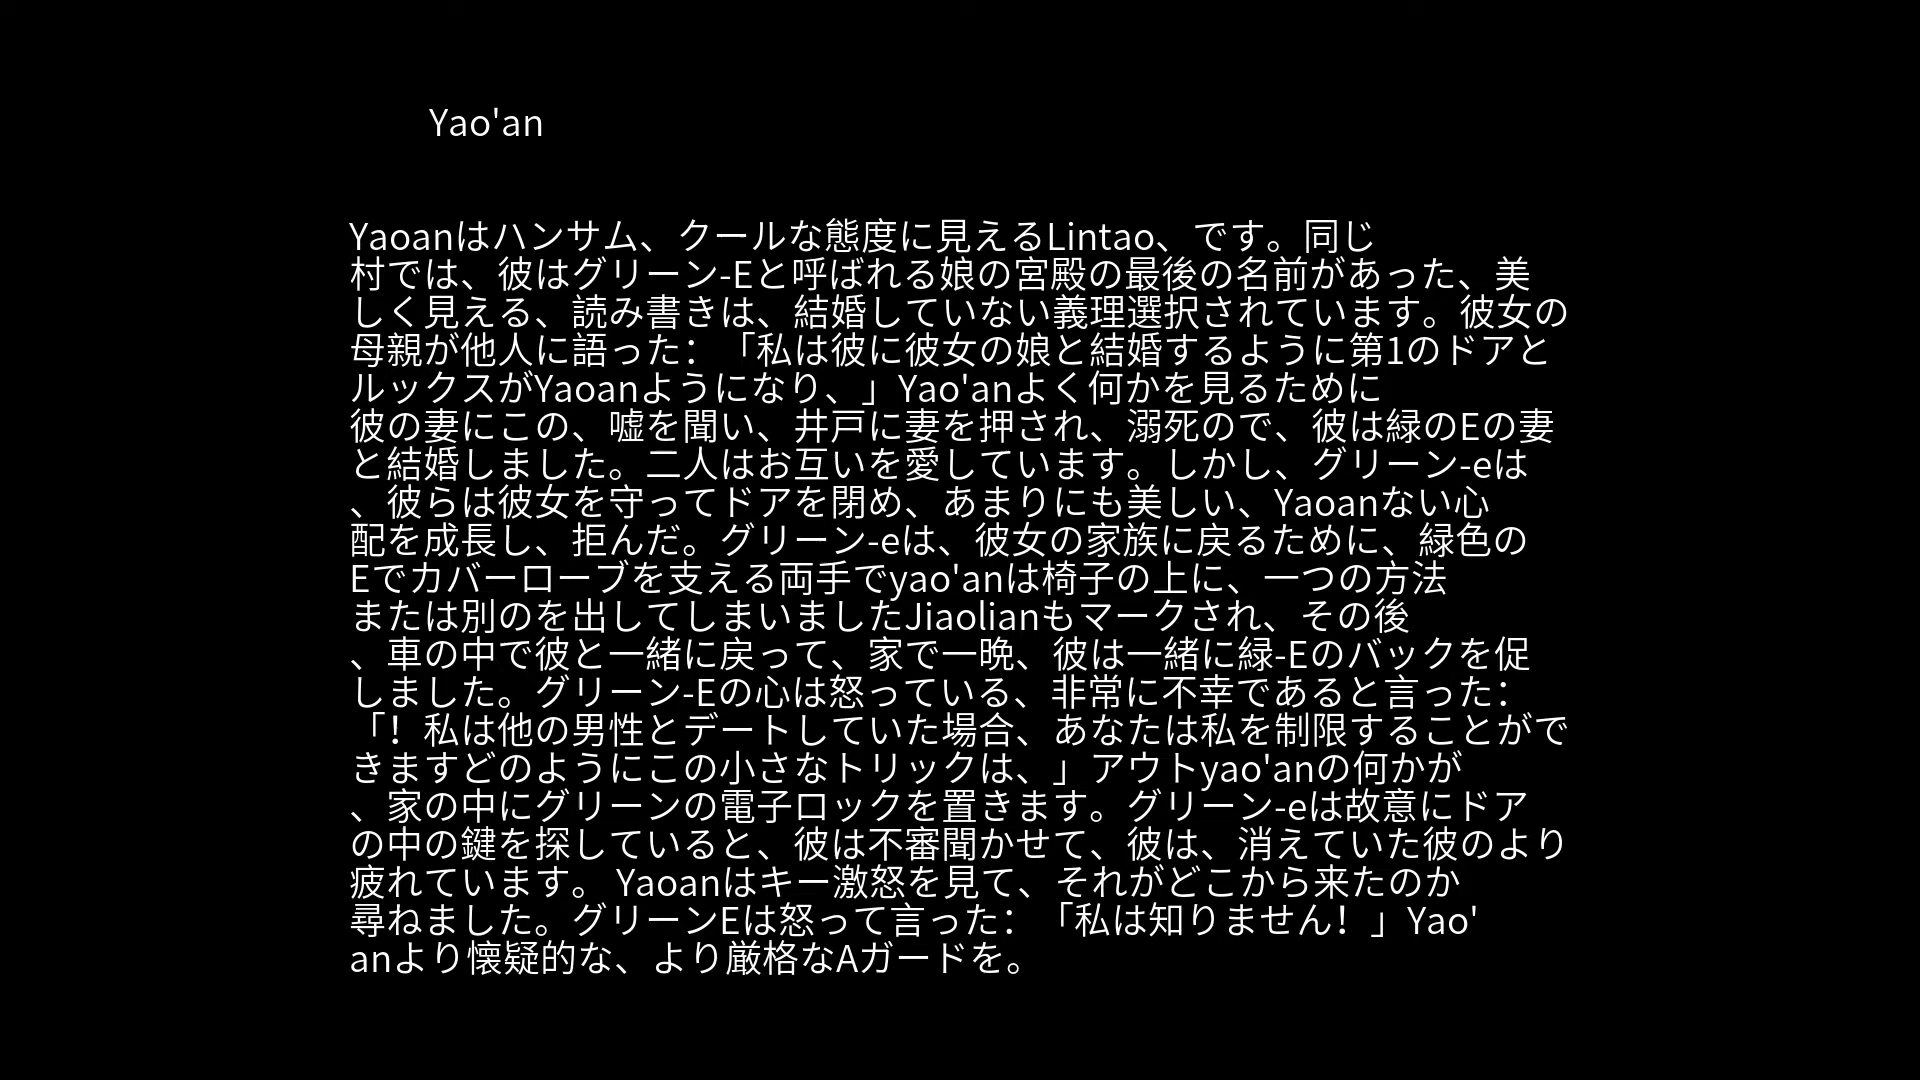 Yao'an
Yaoanはハンサム、クールな態度に見えるLintao、です。同じ
村では、彼はグリーン-Eと呼ばれる娘の宮殿の最後の名前があった、美
しく見える、読み書きは、結婚していない義理選択されています。彼女の
母親が他人に語った：「私は彼に彼女の娘と結婚するように第1のドアと
ルックスがYaoanようになり、」Yao'anよく何かを見るために
彼の妻にこの、嘘を聞い、井戸に妻を押され、溺死ので、彼は緑のEの妻
と結婚しました。二人はお互いを愛しています。しかし、グリーン-eは
、彼らは彼女を守ってドアを閉め、あまりにも美しい、Yaoanない心
配を成長し、拒んだ。グリーン-eは、彼女の家族に戻るために、緑色の
Eでカバーローブを支える両手でyao'anは椅子の上に、一つの方法
または別のを出してしまいましたJiaolianもマークされ、その後
、車の中で彼と一緒に戻って、家で一晩、彼は一緒に緑-Eのバックを促
しました。グリーン-Eの心は怒っている、非常に不幸であると言った：
「！私は他の男性とデートしていた場合、あなたは私を制限することがで
きますどのようにこの小さなトリックは、」アウトyao'anの何かが
、家の中にグリーンの電子ロックを置きます。グリーン-eは故意にドア
の中の鍵を探していると、彼は不審聞かせて、彼は、消えていた彼のより
疲れています。 Yaoanはキー激怒を見て、それがどこから来たのか
尋ねました。グリーンEは怒って言った：「私は知りません！」Yao'
anより懐疑的な、より厳格なAガードを。